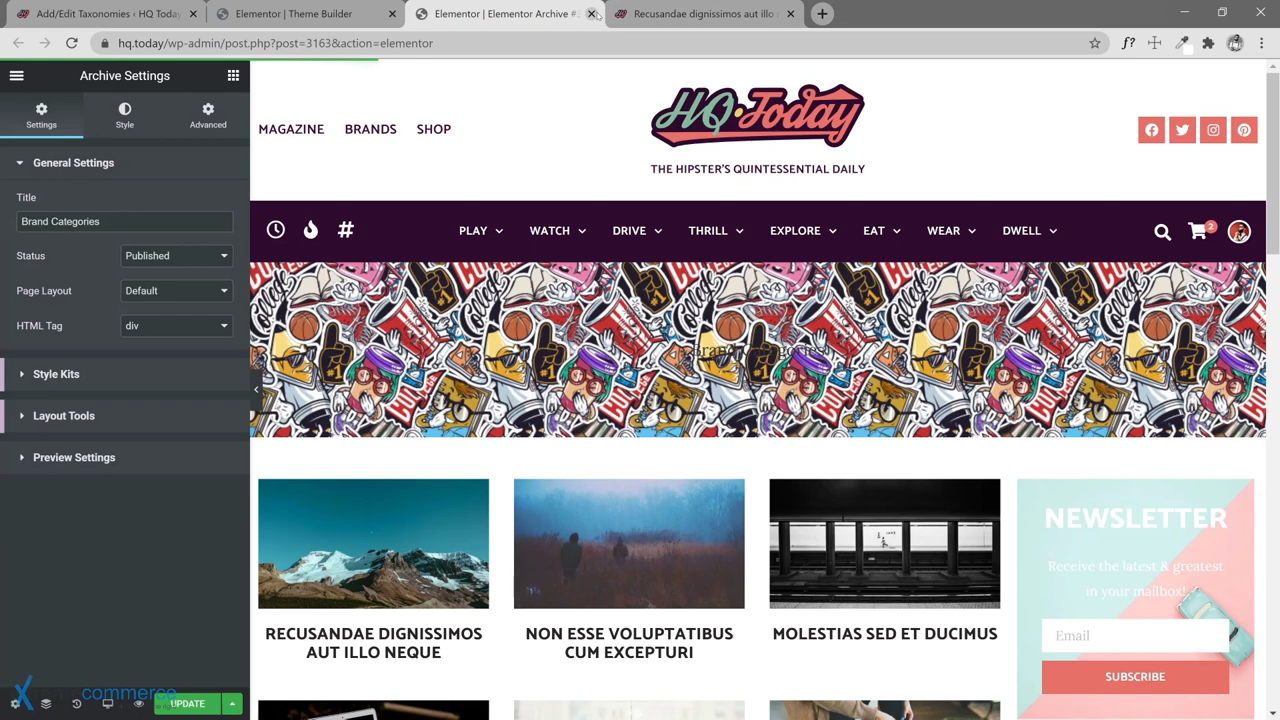 Add/Edit Taxonomies ‹ HQ Today
Elementor | Theme Builder
Elementor | Elementor Archive #3
Recusandae dignissimos aut illo
hq.today/wp-admin/post.php?post=3163&action=elementor
f?
Archive Settings
Settings
Style
Advanced
General Settings
Title
Brand Categories
Status
Published
Page Layout
Default
HTML Tag
div
Style Kits
Layout Tools
Preview Settings
commerce
UPDATE
MAGAZINE
BRANDS
SHOP
HQ Today
THE HIPSTER'S QUINTESSENTIAL DAILY
PLAY
WATCH
DRIVE
THRILL
EXPLORE
EAT
WEAR
DWELL
2
Brand Categories
RECUSANDAE DIGNISSIMOS
AUT ILLO NEQUE
NON ESSE VOLUPTATIBUS
CUM EXCEPTURI
MOLESTIAS SED ET DUCIMUS
NEWSLETTER
Receive the latest & greatest
in your mailbox!
Email
SUBSCRIBE